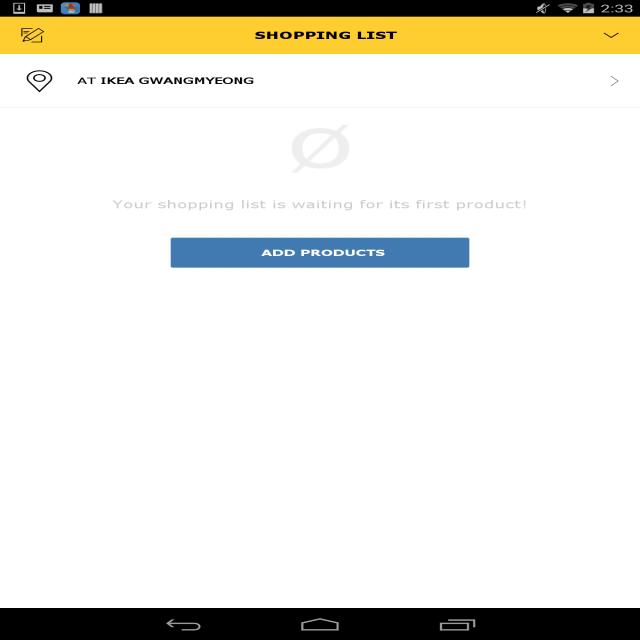 2:33
SHOPPING LIST
AT IKEA GWANGMYEONG
Ø
Your shopping list is waiting for its first product!
ADD PRODUCTS